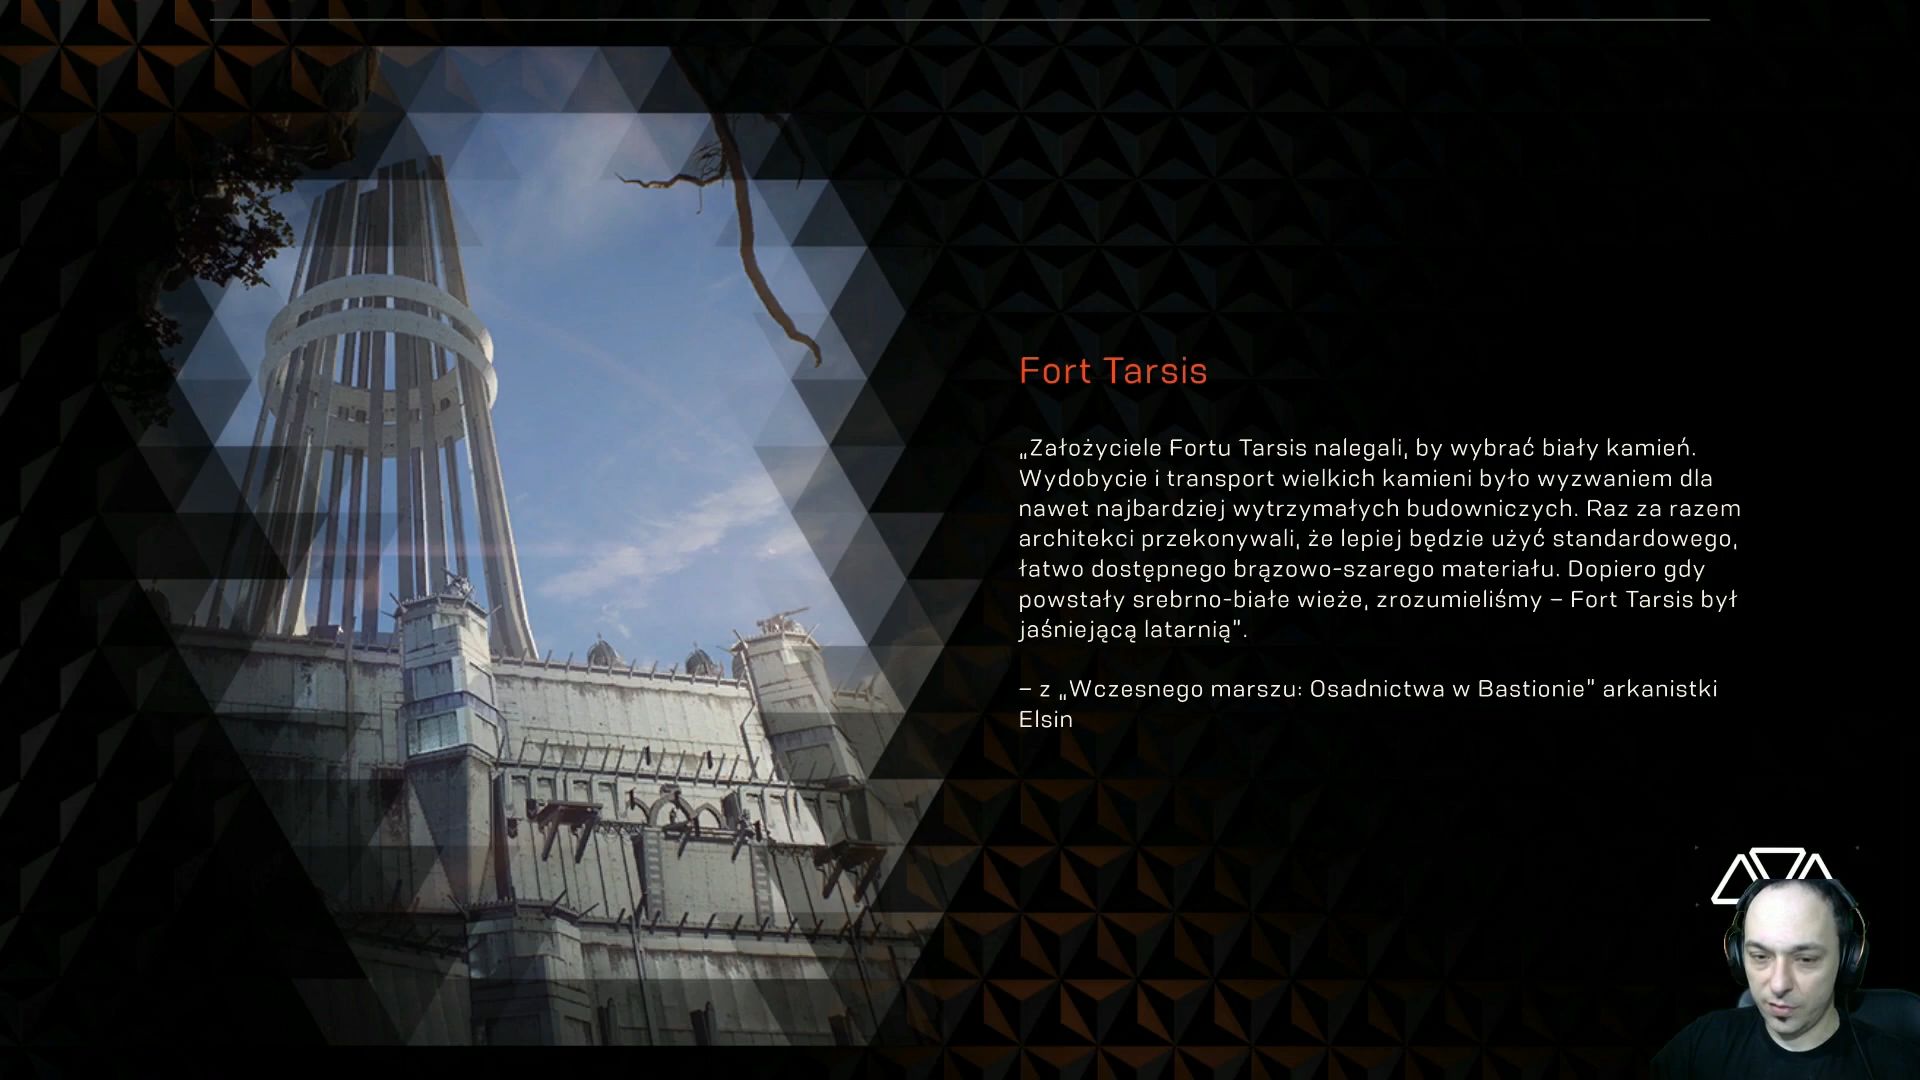 Fort Tarsis
„Założyciele Fortu Tarsis nalegali, by wybrać biały kamień.
Wydobycie i transport wielkich kamieni było wyzwaniem dla
nawet najbardziej wytrzymałych budowniczych. Raz za razem
architekci przekonywali, że lepiej będzie użyć standardowego,
łatwo dostępnego brązowo-szarego materiału. Dopiero gdy
powstały srebrno-białe wieże, zrozumieliśmy – Fort Tarsis był
jaśniejącą latarnią”.
– z „Wczesnego marszu: Osadnictwa w Bastionie” arkanistki
Elsin